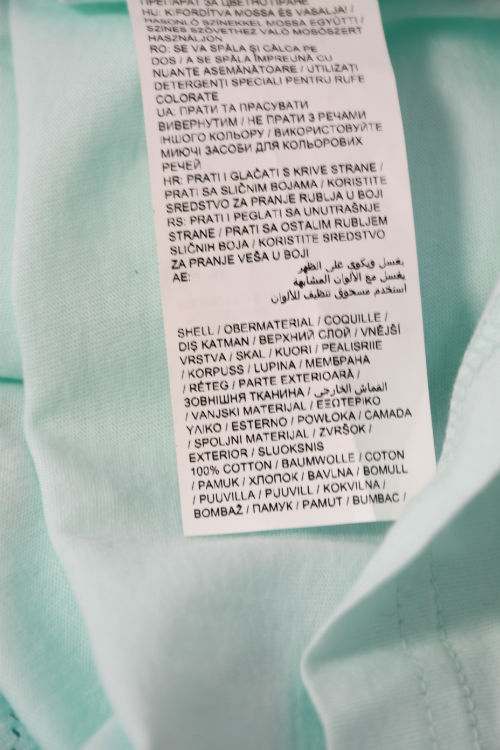 ПРЕПАРАТ ЗА ЦВЕТНО ПРАНЕ
HU: KIFORDÍTVA MOSSA ÉS VASALJA! /
HASONLÓ SZÍNEKKEL MOSSA EGYÜTT! /
SZÍNES SZÖVETHEZ VALÓ MOSÓSZERT
HASZNÁLJON
RO: SE VA SPĂLA ȘI CĂLCA PE
DOS / A SE SPĂLA ÎMPREUNĂ CU
NUANȚE ASEMĂNĂTOARE / UTILIZAȚI
DETERGENȚI SPECIALI PENTRU RUFE
COLORATE
UA: ПРАТИ ТА ПРАСУВАТИ
ВИВЕРНУТИМ / НЕ ПРАТИ З РЕЧАМИ
ІНШОГО КОЛЬОРУ / ВИКОРИСТОВУЙТЕ
МИЮЧІ ЗАСОБИ ДЛЯ КОЛЬОРОВИХ
РЕЧЕЙ
HR: PRATI I GLAČATI S KRIVE STRANE /
PRATI SA SLIČNIM BOJAMA / KORISTITE
SREDSTVO ZA PRANJE RUBLJA U BOJI
RS: PRATI I PEGLATI SA UNUTRAŠNJE
STRANE / PRATI SA OSTALIM RUBLJEM
SLIČNIH BOJA / KORISTITE SREDSTVO
ZA PRANJE VEŠA U BOJI
AE: يغسل ويكوى على الظهر
يغسل مع الألوان المشابهة
استخدم مسحوق تنظيف للألوان
SHELL / OBERMATERIAL / COQUILLE /
DIŞ KATMAN / ВЕРХНИЙ СЛОЙ / VNĚJŠÍ
VRSTVA / SKAL / KUORI / PEALISRIIE
/ KORPUSS / LUPINA / МЕМБРАНА
/ RÉTEG / PARTE EXTERIOARĂ /
ЗОВНІШНЯ ТКАНИНА / القماش الخارجي
/ VANJSKI MATERIJAL / ΕΞΩΤΕΡΙΚΟ
ΥΛΙΚΟ / ESTERNO / POWŁOKA / CAMADA
/ SPOLJNI MATERIJAL / ZVRŠOK /
EXTERIOR / SLUOKSNIS
100% COTTON / BAUMWOLLE / COTON
/ PAMUK / ХЛОПОК / BAVLNA / BOMULL
/ PUUVILLA / PUUVILL / KOKVILNA /
BOMBAŽ / ПАМУК / PAMUT / BUMBAC /